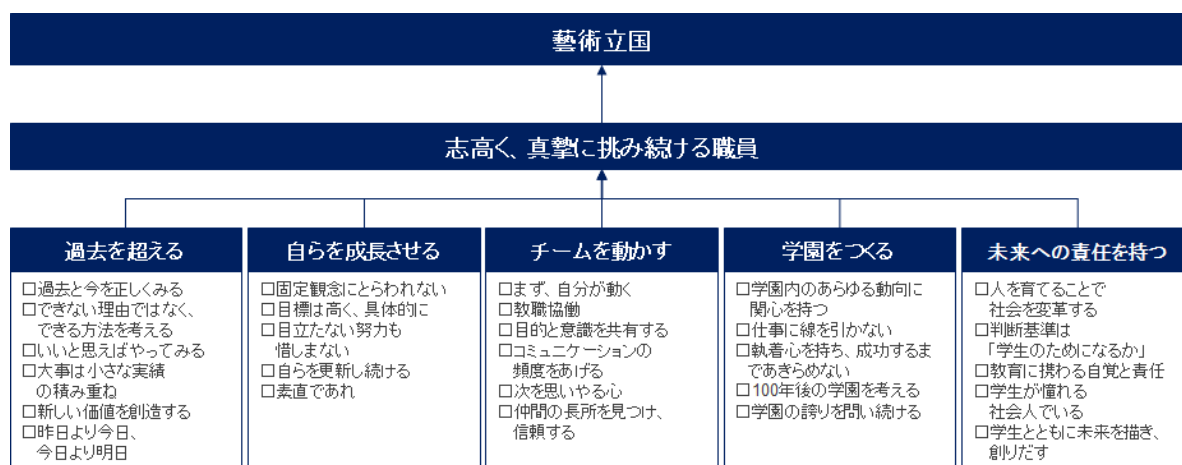 藝術立国
志高く、真摯に挑み続ける職員
過去を超える
□過去と今を正しくみる
□できない理由ではなく、
できる方法を考える
□いいと思えばやってみる
□大事は小さな実績
の積み重ね
□新しい価値を創造する
□昨日より今日、
今日より明日
自らを成長させる
□固定観念にとらわれない
□目標は高く、具体的に
□目立たない努力も
惜しまない
□自らを更新し続ける
□素直であれ
チームを動かす
□まず、自分が動く
□教職協働
□目的と意識を共有する
□コミュニケーションの
頻度をあげる
□次を思いやる心
□仲間の長所を見つけ、
信頼する
学園をつくる
□学園内のあらゆる動向に
関心を持つ
□仕事に線を引かない
□執着心を持ち、成功するま
であきらめない
□100年後の学園を考える
□学園の誇りを問い続ける
未来への責任を持つ
□人を育てることで
社会を変革する
□判断基準は
「学生のためになるか」
□教育に携わる自覚と責任
□学生が憧れる
社会人でいる
□学生とともに未来を描き、
創りだす